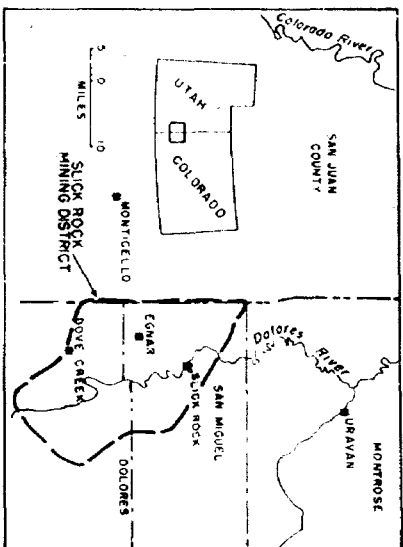 Colorado River
SAN JUAN
COUNTY
UTAH
COLORADO
5 0 10
MILES
MONTICELLO
SLICK ROCK
MINING DISTRICT
MONTROSE
Dolores
River
URAVAN
SAN MIGUEL
SLICK ROCK
EGNAR
DOVE CREEK
DOLORES